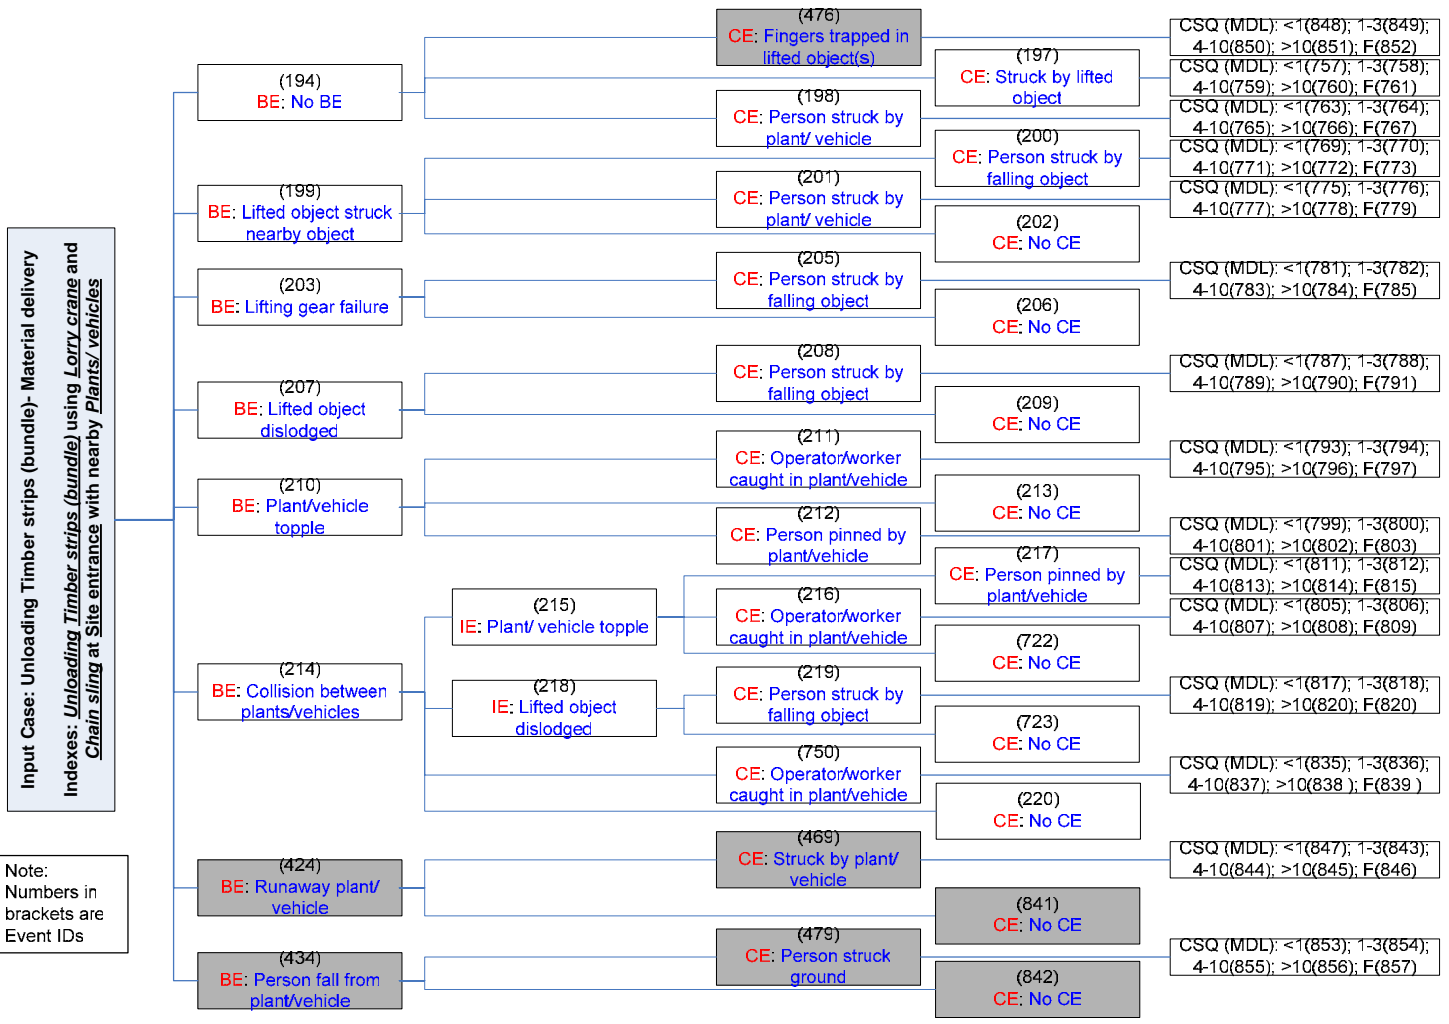 Input Case: Unloading Timber strips (bundle)- Material delivery
Indexes: Unloading Timber strips (bundle) using Lorry crane and
Chain sling at Site entrance with nearby Plants/ vehicles
Note:
Numbers in
brackets are
Event IDs
(194)
BE: No BE
(476)
CE: Fingers trapped in
lifted object(s)
CSQ (MDL): <1(848); 1-3(849);
4-10(850); >10(851); F(852)
(197)
CE: Struck by lifted
object
CSQ (MDL): <1(757); 1-3(758);
4-10(759); >10(760); F(761)
(198)
CE: Person struck by
plant/ vehicle
CSQ (MDL): <1(763); 1-3(764);
4-10(765); >10(766); F(767)
(199)
BE: Lifted object struck
nearby object
(200)
CE: Person struck by
falling object
CSQ (MDL): <1(769); 1-3(770);
4-10(771); >10(772); F(773)
(201)
CE: Person struck by
plant/ vehicle
CSQ (MDL): <1(775); 1-3(776);
4-10(777); >10(778); F(779)
(202)
CE: No CE
(203)
BE: Lifting gear failure
(205)
CE: Person struck by
falling object
CSQ (MDL): <1(781); 1-3(782);
4-10(783); >10(784); F(785)
(206)
CE: No CE
(207)
BE: Lifted object
dislodged
(208)
CE: Person struck by
falling object
CSQ (MDL): <1(787); 1-3(788);
4-10(789); >10(790); F(791)
(209)
CE: No CE
(210)
BE: Plant/vehicle
topple
(211)
CE: Operator/worker
caught in plant/vehicle
CSQ (MDL): <1(793); 1-3(794);
4-10(795); >10(796); F(797)
(213)
CE: No CE
(212)
CE: Person pinned by
plant/vehicle
CSQ (MDL): <1(799); 1-3(800);
4-10(801); >10(802); F(803)
(214)
BE: Collision between
plants/vehicles
(215)
IE: Plant/ vehicle topple
(217)
CE: Person pinned by
plant/vehicle
CSQ (MDL): <1(811); 1-3(812);
4-10(813); >10(814); F(815)
(216)
CE: Operator/worker
caught in plant/vehicle
CSQ (MDL): <1(805); 1-3(806);
4-10(807); >10(808); F(809)
(722)
CE: No CE
(218)
IE: Lifted object
dislodged
(219)
CE: Person struck by
falling object
CSQ (MDL): <1(817); 1-3(818);
4-10(819); >10(820); F(820)
(723)
CE: No CE
(750)
CE: Operator/worker
caught in plant/vehicle
CSQ (MDL): <1(835); 1-3(836);
4-10(837); >10(838 ); F(839 )
(220)
CE: No CE
(424)
BE: Runaway plant/
vehicle
(469)
CE: Struck by plant/
vehicle
CSQ (MDL): <1(847); 1-3(843);
4-10(844); >10(845); F(846)
(841)
CE: No CE
(434)
BE: Person fall from
plant/vehicle
(479)
CE: Person struck
ground
CSQ (MDL): <1(853); 1-3(854);
4-10(855); >10(856); F(857)
(842)
CE: No CE